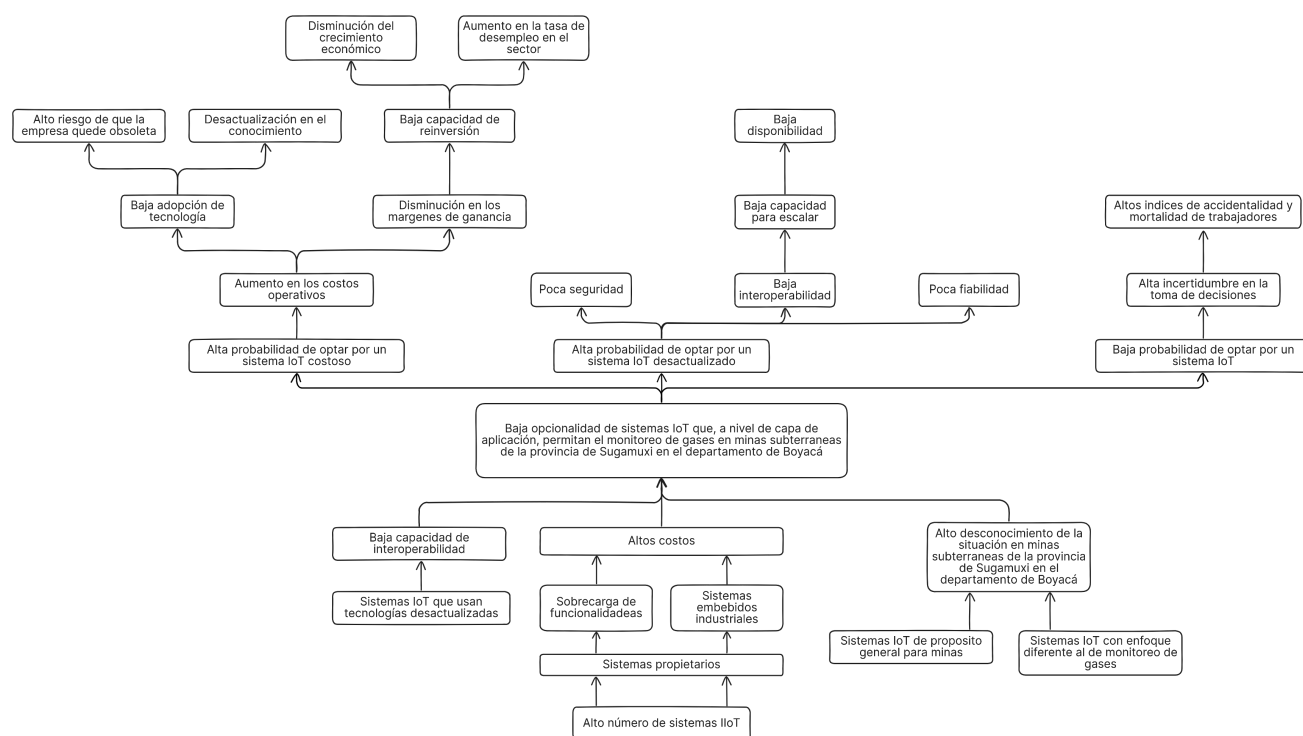 Disminución del
crecimiento
económico
Aumento en la tasa de
desempleo en el
sector
Alto riesgo de que la
empresa quede obsoleta
Desactualización en el
conocimiento
Baja capacidad de
reinversión
Baja
disponibilidad
Baja adopción de
tecnología
Disminución en los
margenes de ganancia
Baja capacidad
para escalar
Altos indices de accidentalidad y
mortalidad de trabajadores
Aumento en los costos
operativos
Poca seguridad
Baja
interoperabilidad
Poca fiabilidad
Alta incertidumbre en la
toma de decisiones
Alta probabilidad de optar por un
sistema IoT costoso
Alta probabilidad de optar por un
sistema IoT desactualizado
Baja probabilidad de optar por un
sistema IoT
Baja opcionalidad de sistemas IoT que, a nivel de capa de
aplicación, permitan el monitoreo de gases en minas subterraneas
de la provincia de Sugamuxi en el departamento de Boyacá
Baja capacidad de
interoperabilidad
Altos costos
Alto desconocimiento de la
situación en minas
subterraneas de la provincia
de Sugamuxi en el
departamento de Boyacá
Sistemas IoT que usan
tecnologías desactualizadas
Sobrecarga de
funcionalidadeas
Sistemas
embebidos
industriales
Sistemas IoT de proposito
general para minas
Sistemas IoT con enfoque
diferente al de monitoreo de
gases
Sistemas propietarios
Alto número de sistemas IIoT